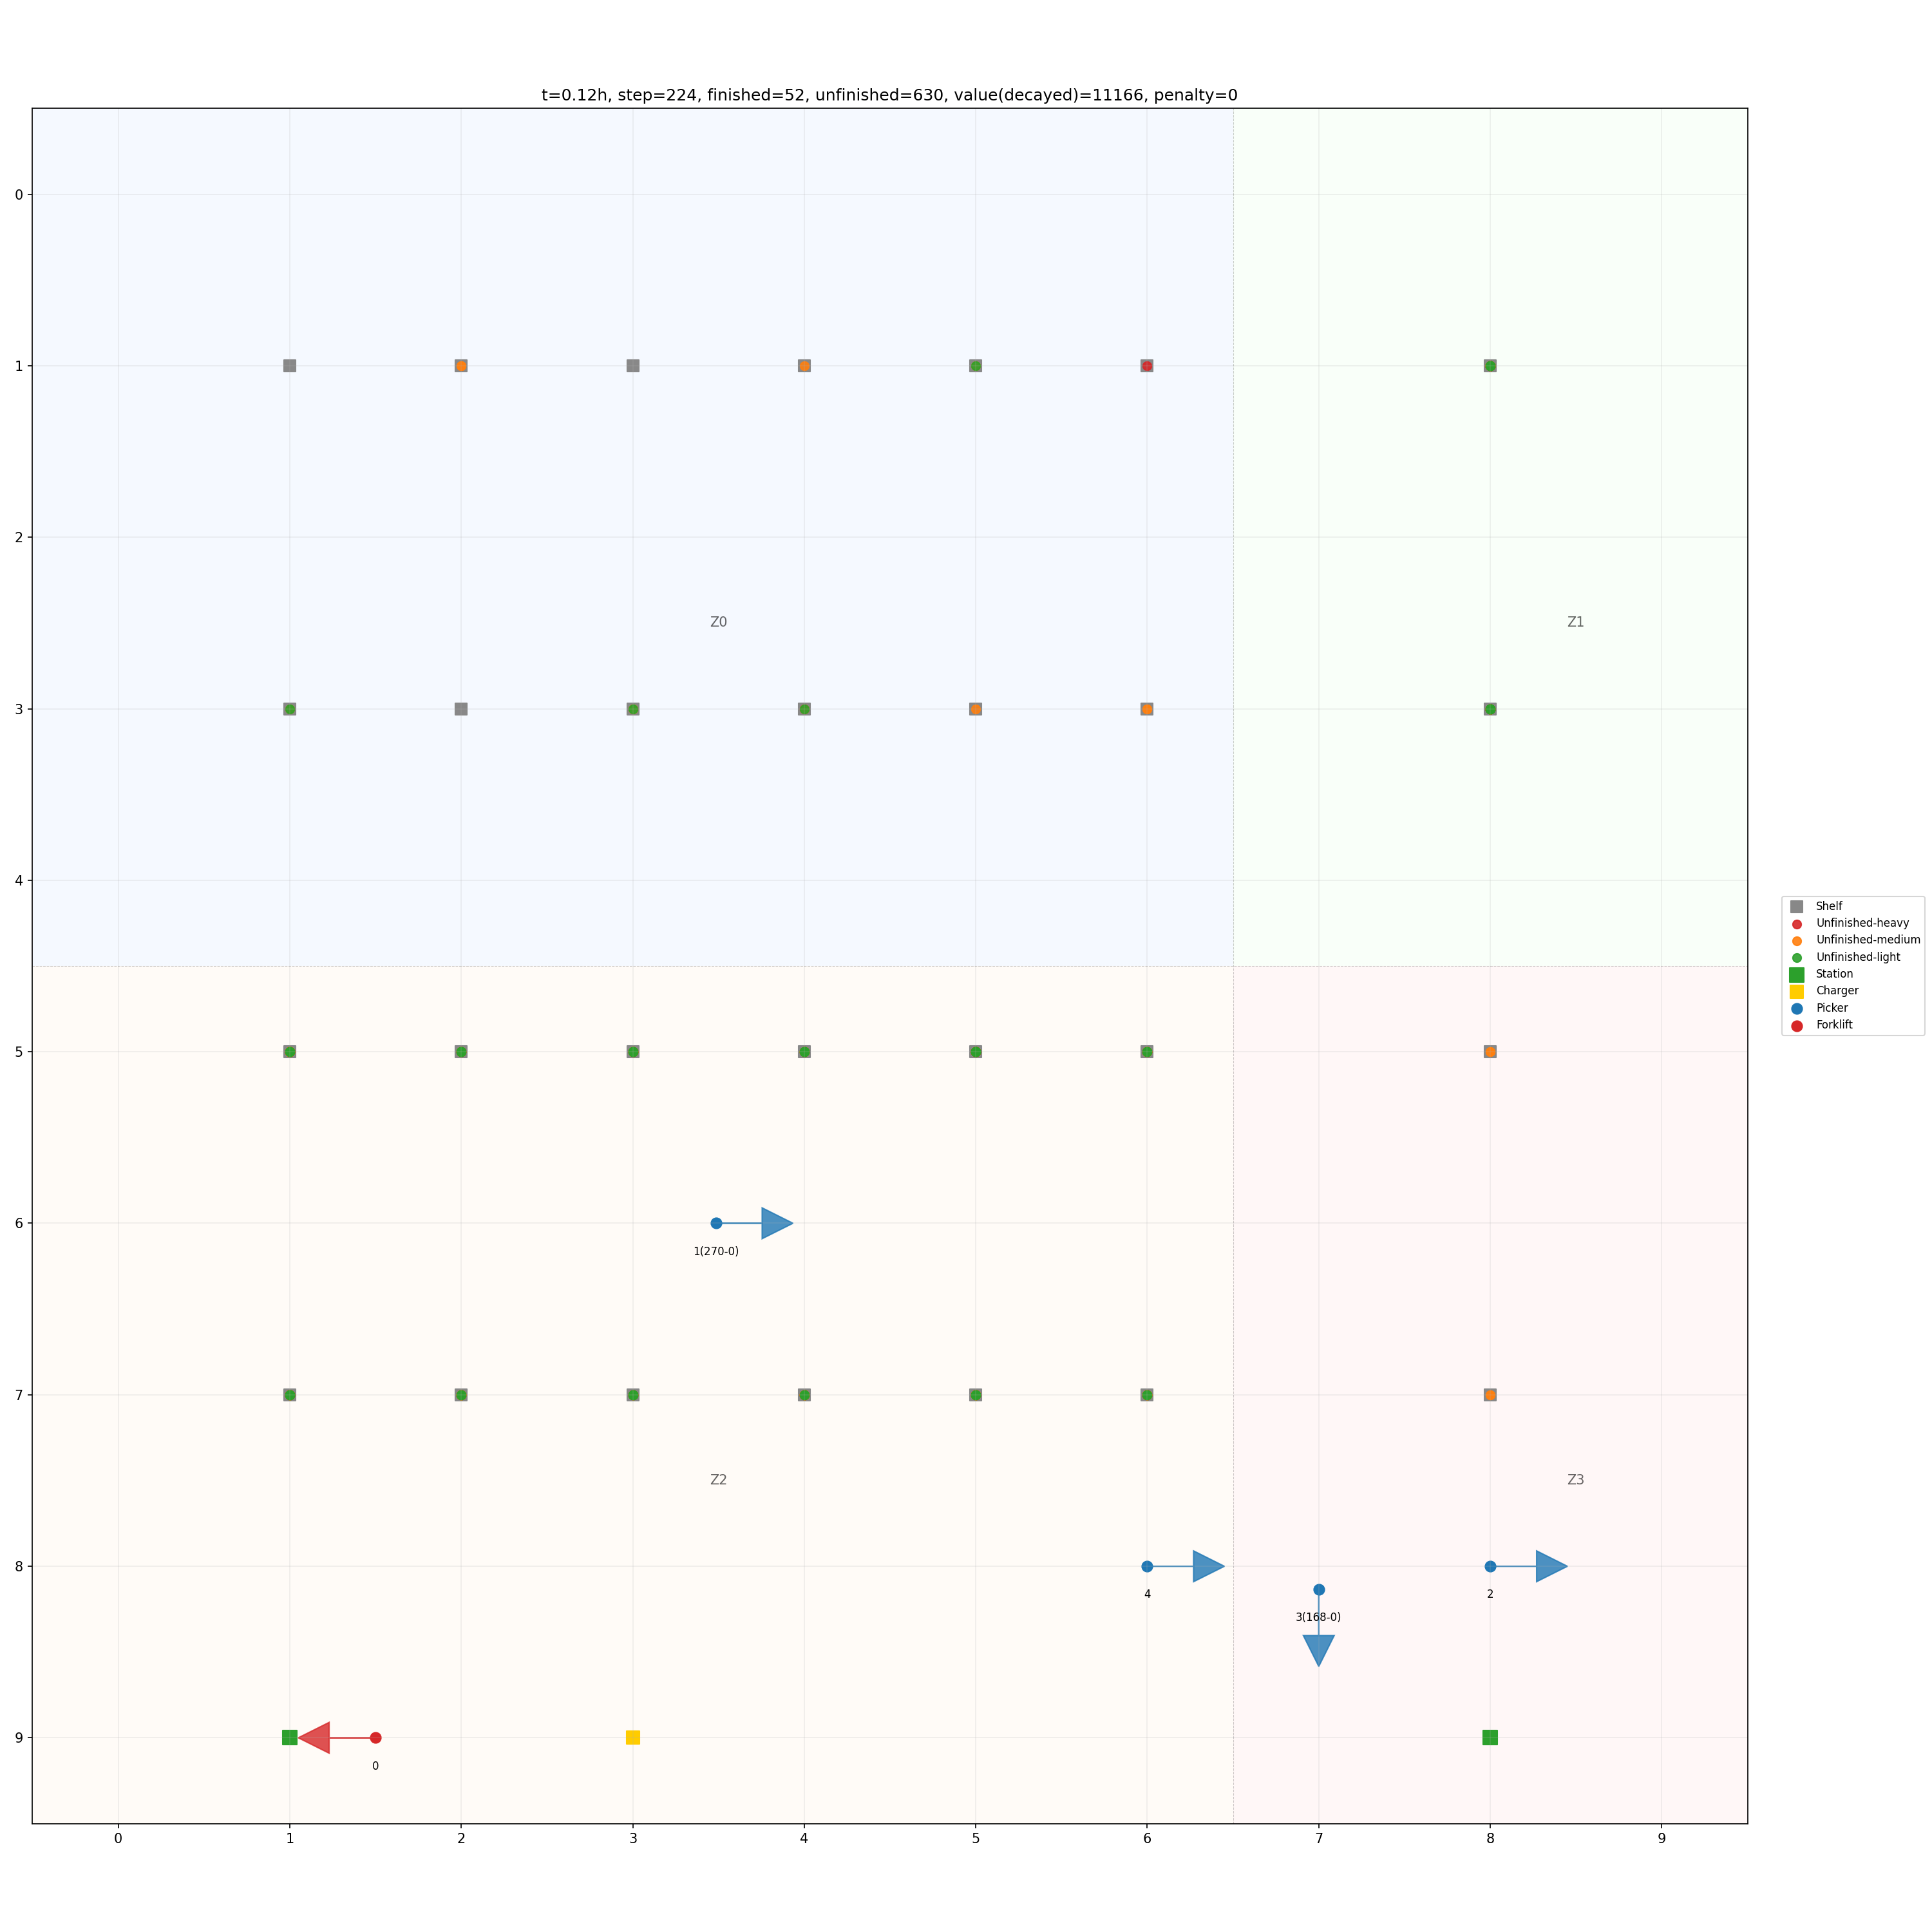 t=0.12h, step=224, finished=52, unfinished=630, value(decayed)=11166, penalty=0
0
1
2
Z0
Z1
3
4
Shelf
Unfinished-heavy
Unfinished-medium
Unfinished-light
Station
Charger
Picker
Forklift
5
6
1(270-0)
7
Z2
Z3
8
4
2
3(168-0)
9
0
0
1
2
3
4
5
6
7
8
9